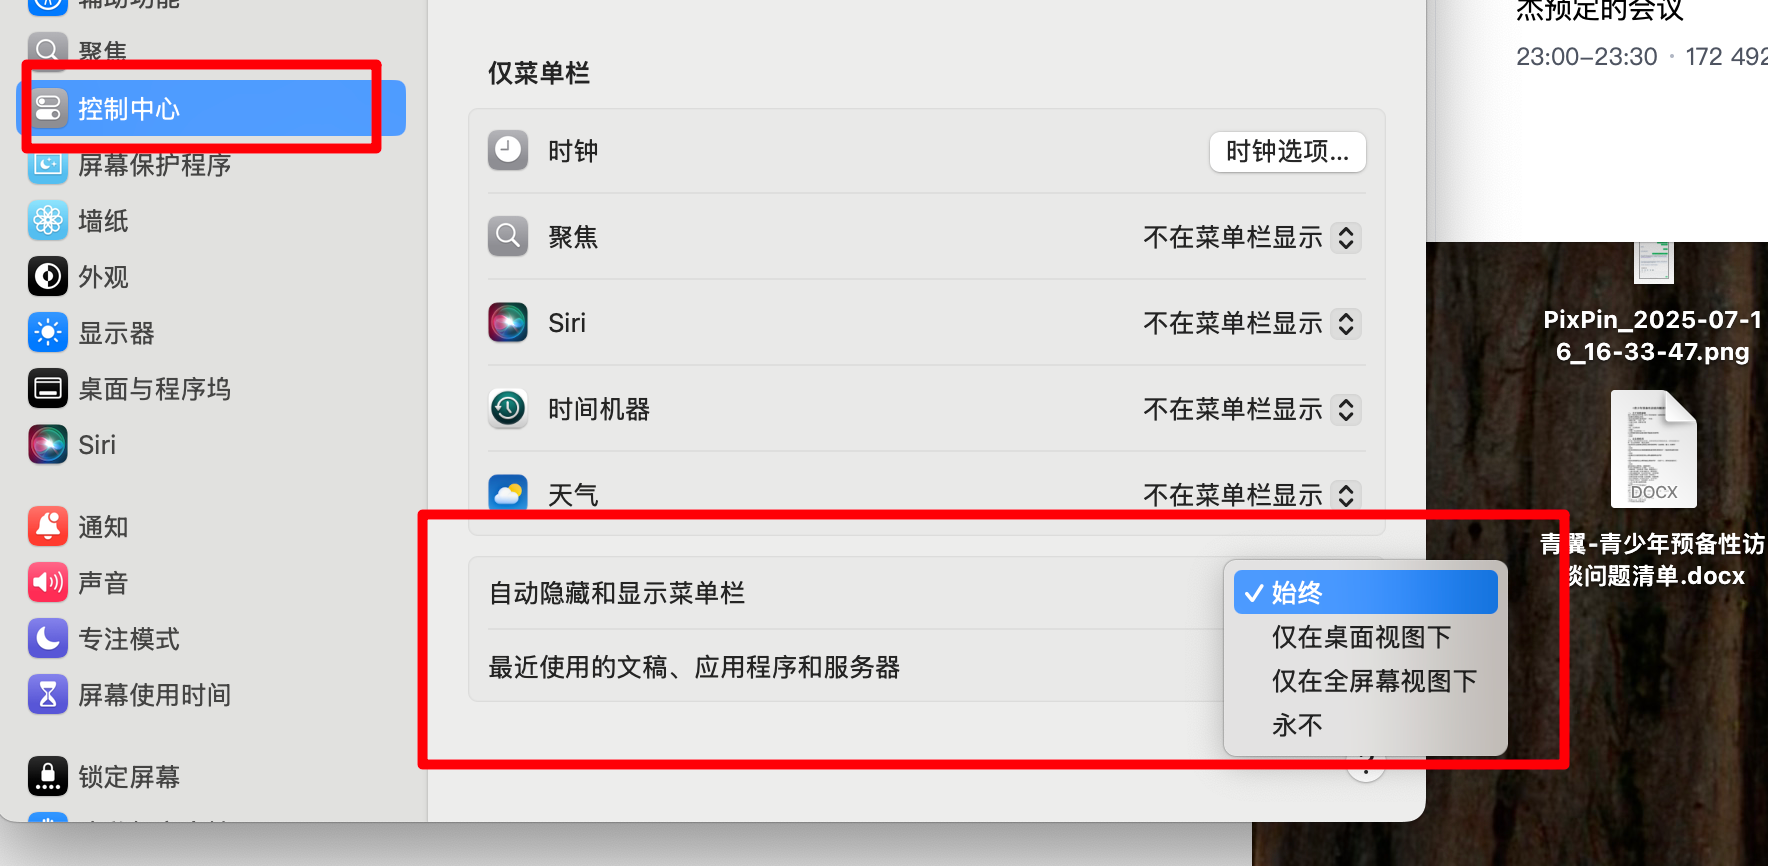 辅助功能
聚焦
控制中心
屏幕保护程序
墙纸
外观
显示器
桌面与程序坞
Siri
通知
声音
专注模式
屏幕使用时间
锁定屏幕
仅菜单栏
时钟
时钟选项...
聚焦
不在菜单栏显示
Siri
不在菜单栏显示
时间机器
不在菜单栏显示
天气
不在菜单栏显示
自动隐藏和显示菜单栏
最近使用的文稿、应用程序和服务器
始终
仅在桌面视图下
仅在全屏幕视图下
永不
杰预定的会议
23:00–23:30 · 172 492
PixPin_2025-07-1
6_16-33-47.png
DOCX
青翼-青少年预备性访
谈问题清单.docx